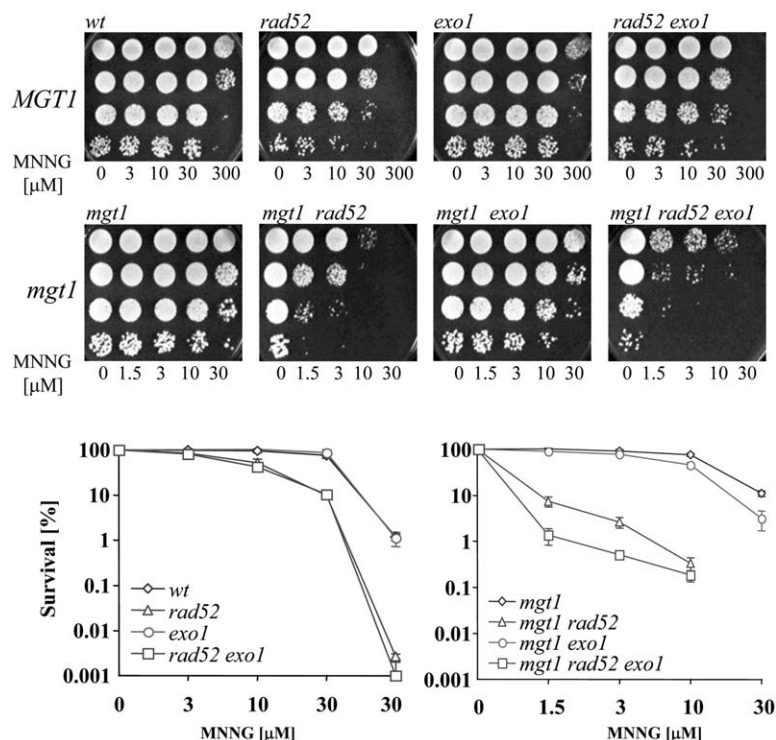 wt rad52 exo1 rad52 exo1
MGT1
MNNG
[µM]
0 3 10 30 300 0 3 10 30 300 0 3 10 30 300 0 3 10 30 300
mgt1 mgt1 rad52 mgt1 exo1 mgt1 rad52 exo1
mgt1
MNNG
[µM]
0 1.5 3 10 30 0 1.5 3 10 30 0 1.5 3 10 30 0 1.5 3 10 30
Survival [%]
100
10
1
0.1
0.01
0.001
0.001
wt
rad52
exo1
rad52 exo1
0 3 10 30 30
MNNG [µM]
100
10
1
0.1
0.01
0.001
0.001
mgt1
mgt1 rad52
mgt1 exo1
mgt1 rad52 exo1
0 1.5 3 10 30
MNNG [µM]